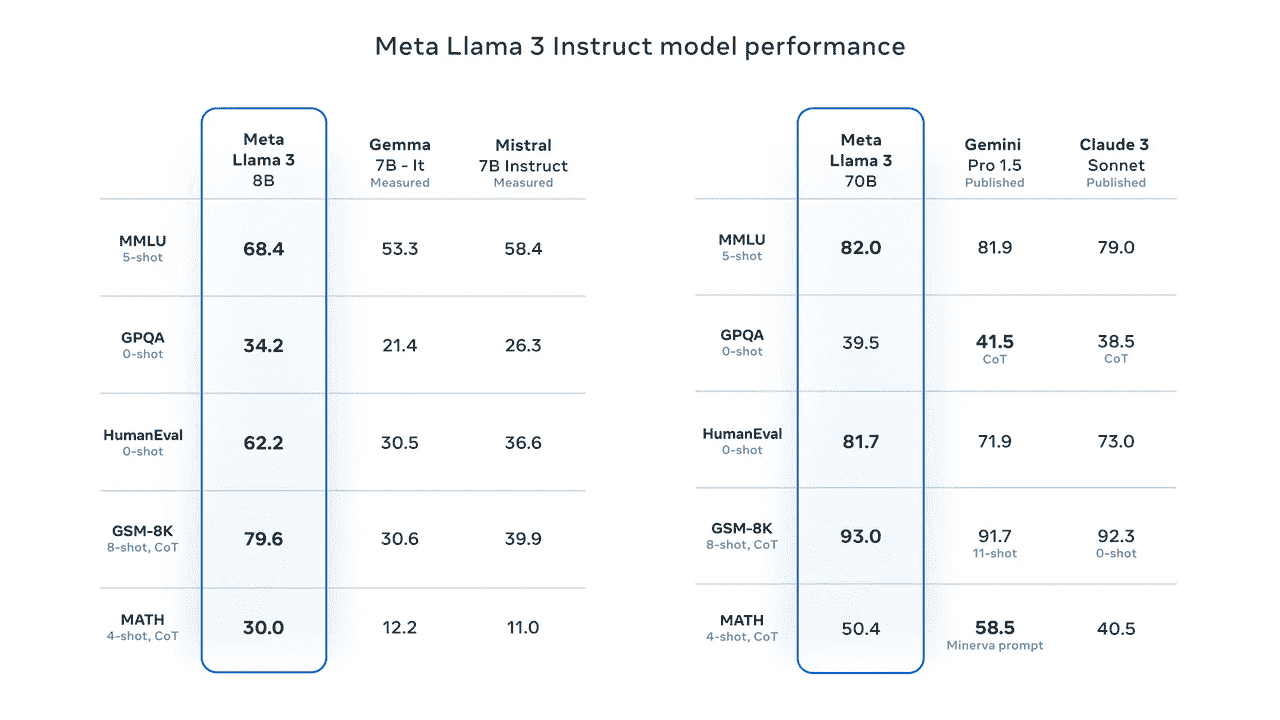 Meta Llama 3 Instruct model performance
Meta
Llama 3
8B
Gemma
7B - It
Measured
Mistral
7B Instruct
Measured
MMLU
5-shot
68.4
53.3
58.4
GPQA
0-shot
34.2
21.4
26.3
HumanEval
0-shot
62.2
30.5
36.6
GSM-8K
8-shot, CoT
79.6
30.6
39.9
MATH
4-shot, CoT
30.0
12.2
11.0
Meta
Llama 3
70B
Gemini
Pro 1.5
Published
Claude 3
Sonnet
Published
MMLU
5-shot
82.0
81.9
79.0
GPQA
0-shot
39.5
41.5
CoT
38.5
CoT
HumanEval
0-shot
81.7
71.9
73.0
GSM-8K
8-shot, CoT
93.0
91.7
11-shot
92.3
0-shot
MATH
4-shot, CoT
50.4
58.5
Minerva prompt
40.5